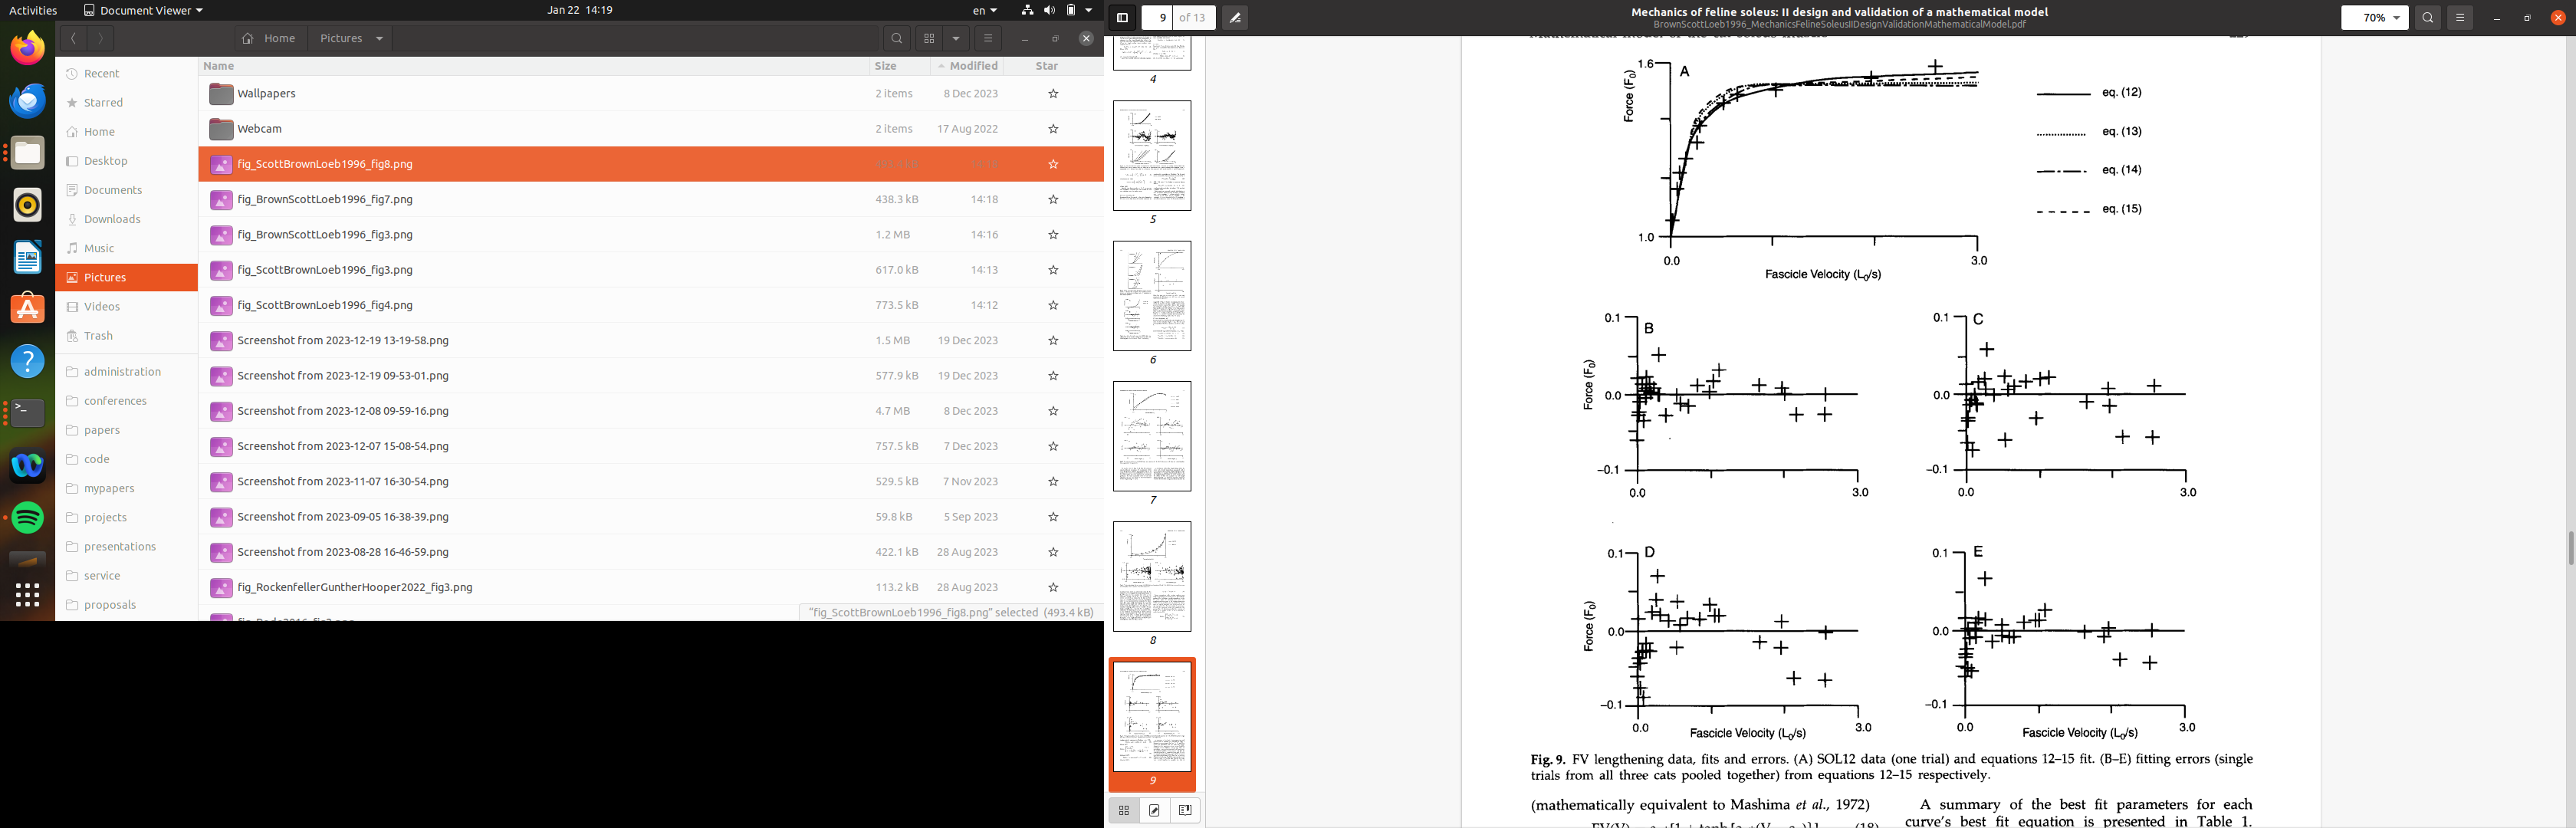 Activities Document Viewer Jan 22 14:19 en
Home Pictures
Name Size Modified Star
Recent
Starred
Home
Desktop
Documents
Downloads
Music
Pictures
Videos
Trash
administration
conferences
papers
code
mypapers
projects
presentations
service
proposals
Wallpapers 2 items 8 Dec 2023
Webcam 2 items 17 Aug 2022
fig_ScottBrownLoeb1996_fig8.png
fig_BrownScottLoeb1996_fig7.png 438.3 kB 14:18
fig_BrownScottLoeb1996_fig3.png 1.2 MB 14:16
fig_ScottBrownLoeb1996_fig3.png 617.0 kB 14:13
fig_ScottBrownLoeb1996_fig4.png 773.5 kB 14:12
Screenshot from 2023-12-19 13-19-58.png 1.5 MB 19 Dec 2023
Screenshot from 2023-12-19 09-53-01.png 577.9 kB 19 Dec 2023
Screenshot from 2023-12-08 09-59-16.png 4.7 MB 8 Dec 2023
Screenshot from 2023-12-07 15-08-54.png 757.5 kB 7 Dec 2023
Screenshot from 2023-11-07 16-30-54.png 529.5 kB 7 Nov 2023
Screenshot from 2023-09-05 16-38-39.png 59.8 kB 5 Sep 2023
Screenshot from 2023-08-28 16-46-59.png 422.1 kB 28 Aug 2023
fig_RockenfellerGuntherHooper2022_fig3.png 113.2 kB 28 Aug 2023
"fig_ScottBrownLoeb1996_fig8.png" selected (493.4 kB)
9 of 13
Mechanics of feline soleus: II design and validation of a mathematical model
BrownScottLoeb1996_MechanicsFelineSoleusIIDesignValidationMathematicalModel.pdf
70%
4
5
6
7
8
9
1.6 A
Force (F0)
1.0
0.0 3.0
Fascicle Velocity (L0/s)
eq. (12)
eq. (13)
eq. (14)
eq. (15)
0.1 B
Force (F0)
0.0
−0.1
0.0 3.0
0.1 C
0.0
−0.1
0.0 3.0
0.1 D
Force (F0)
0.0
−0.1
0.0 3.0
Fascicle Velocity (L0/s)
0.1 E
0.0
−0.1
0.0 3.0
Fascicle Velocity (L0/s)
Fig. 9. FV lengthening data, fits and errors. (A) SOL12 data (one trial) and equations 12–15 fit. (B–E) fitting errors (single
trials from all three cats pooled together) from equations 12–15 respectively.
(mathematically equivalent to Mashima et al., 1972)
A summary of the best fit parameters for each
curve's best fit equation is presented in Table 1.